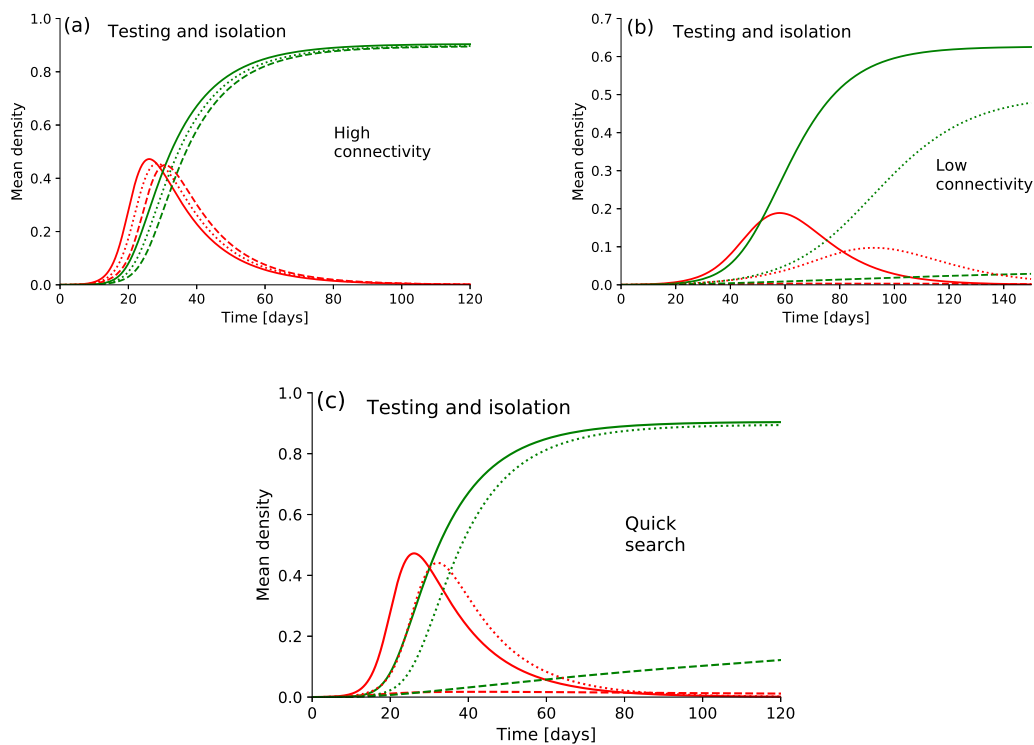 (a)
Testing and isolation
1.0
0.8
0.6
0.4
0.2
0.0
Mean density
High
connectivity
0 20 40 60 80 100 120
Time [days]
(b)
Testing and isolation
0.7
0.6
0.5
0.4
0.3
0.2
0.1
0.0
Mean density
Low
connectivity
0 20 40 60 80 100 120 140
Time [days]
(c)
Testing and isolation
1.0
0.8
0.6
0.4
0.2
0.0
Mean density
Quick
search
0 20 40 60 80 100 120
Time [days]